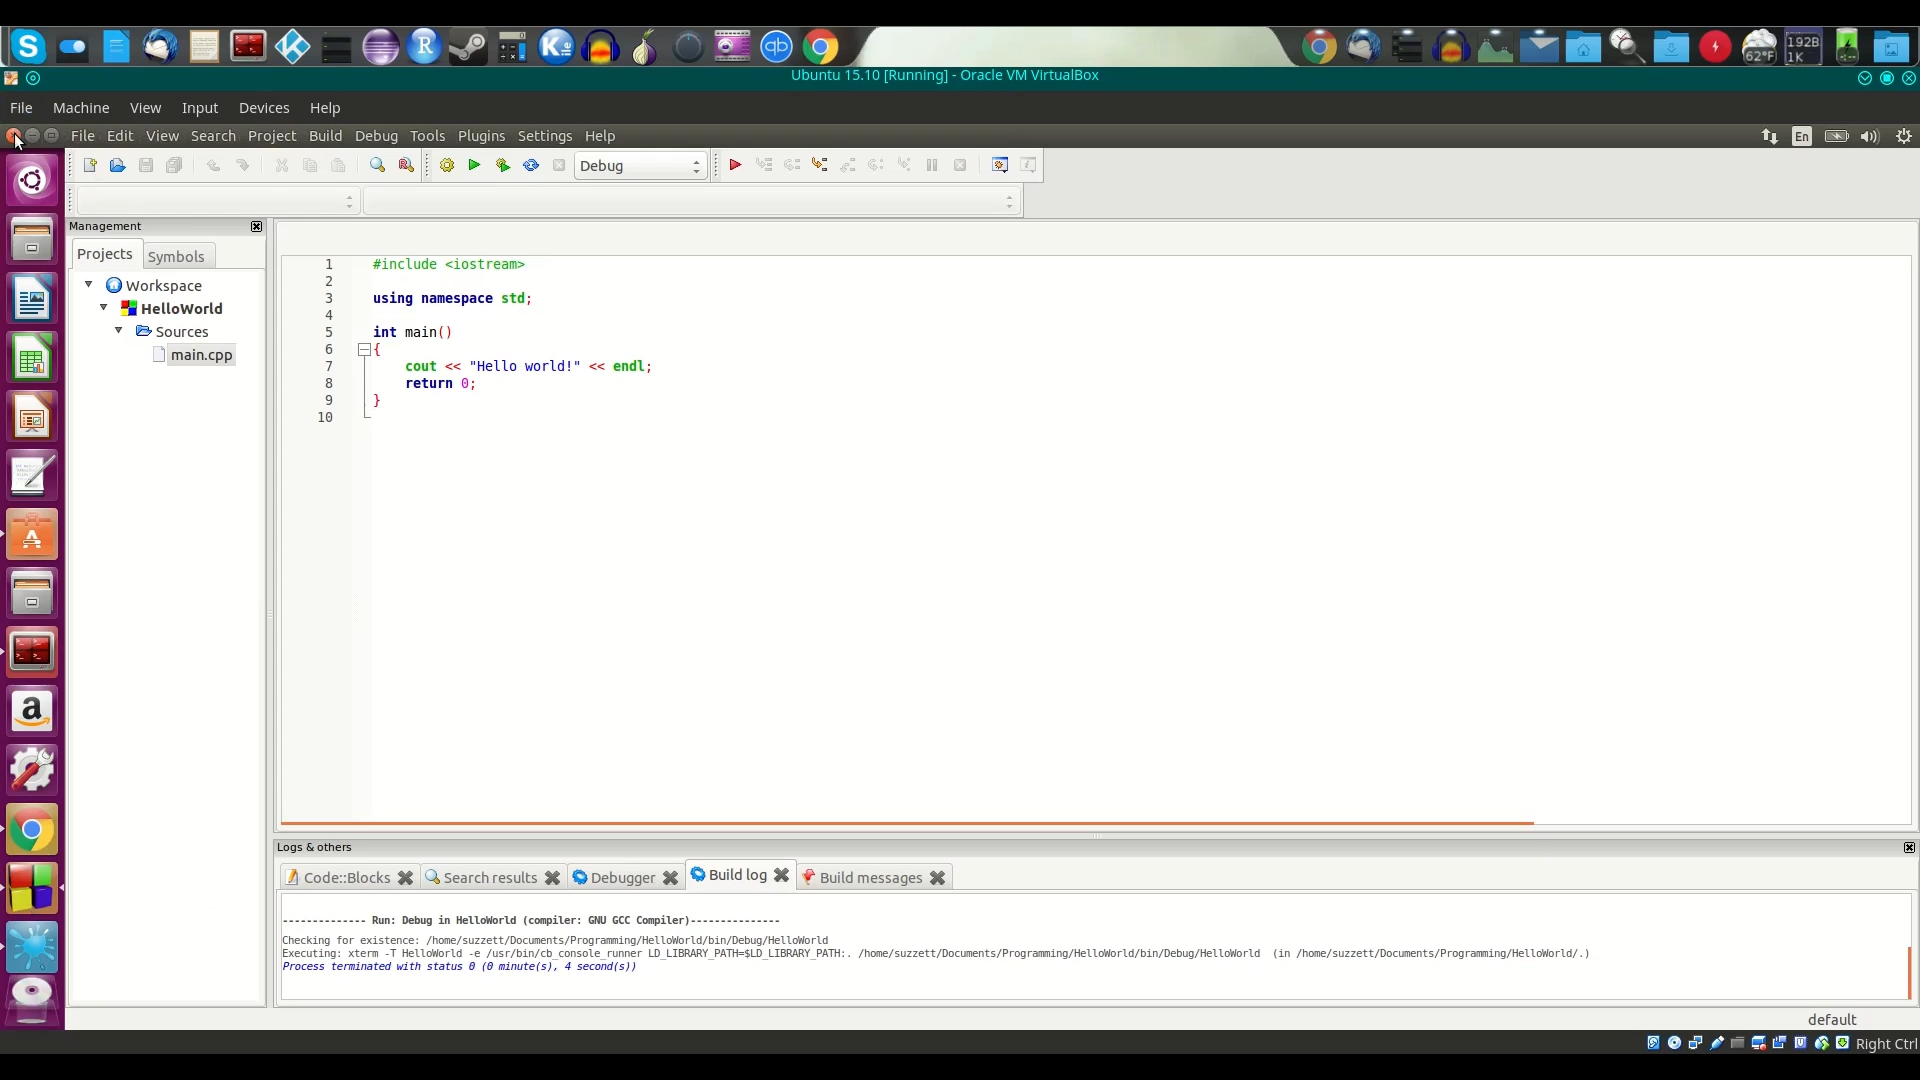 62°F
192B
1K
Ubuntu 15.10 [Running] - Oracle VM VirtualBox
File Machine View Input Devices Help
File Edit View Search Project Build Debug Tools Plugins Settings Help
En
Debug
Management
Projects Symbols
Workspace
HelloWorld
Sources
main.cpp
1 #include <iostream>
2
3 using namespace std;
4
5 int main()
6 {
7 cout << "Hello world!" << endl;
8 return 0;
9 }
10
Logs & others
Code::Blocks Search results Debugger Build log Build messages
-------------- Run: Debug in HelloWorld (compiler: GNU GCC Compiler)---------------
Checking for existence: /home/suzzett/Documents/Programming/HelloWorld/bin/Debug/HelloWorld
Executing: xterm -T HelloWorld -e /usr/bin/cb_console_runner LD_LIBRARY_PATH=$LD_LIBRARY_PATH:. /home/suzzett/Documents/Programming/HelloWorld/bin/Debug/HelloWorld (in /home/suzzett/Documents/Programming/HelloWorld/.)
Process terminated with status 0 (0 minute(s), 4 second(s))
default
Right Ctrl